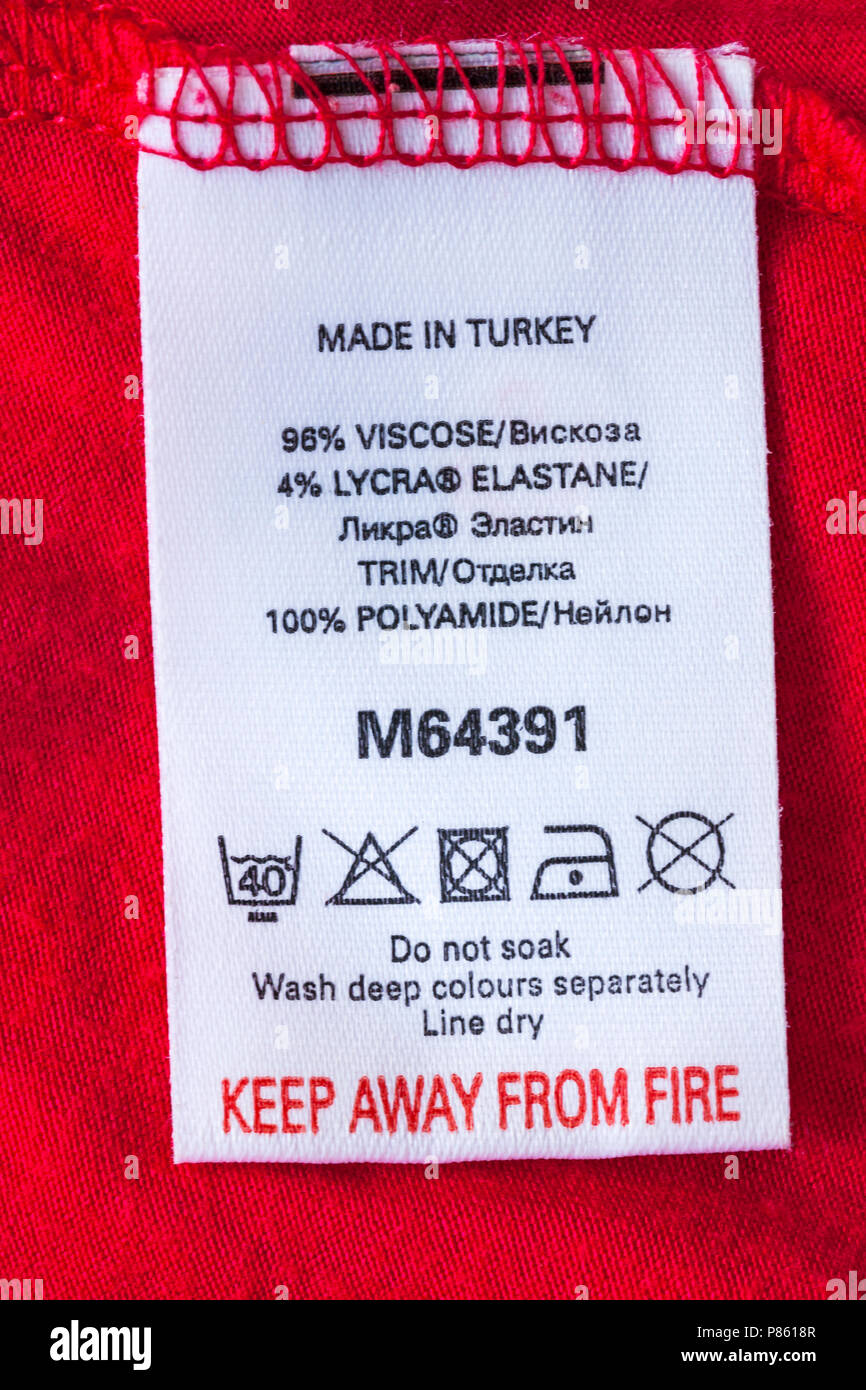 MADE IN TURKEY
96% VISCOSE/Вискоза
4% LYCRA® ELASTANE/
Ликра® Эластин
TRIM/Отделка
100% POLYAMIDE/Нейлон
M64391
40
Do not soak
Wash deep colours separately
Line dry
KEEP AWAY FROM FIRE
alamy
Image ID: P8618R
www.alamy.com